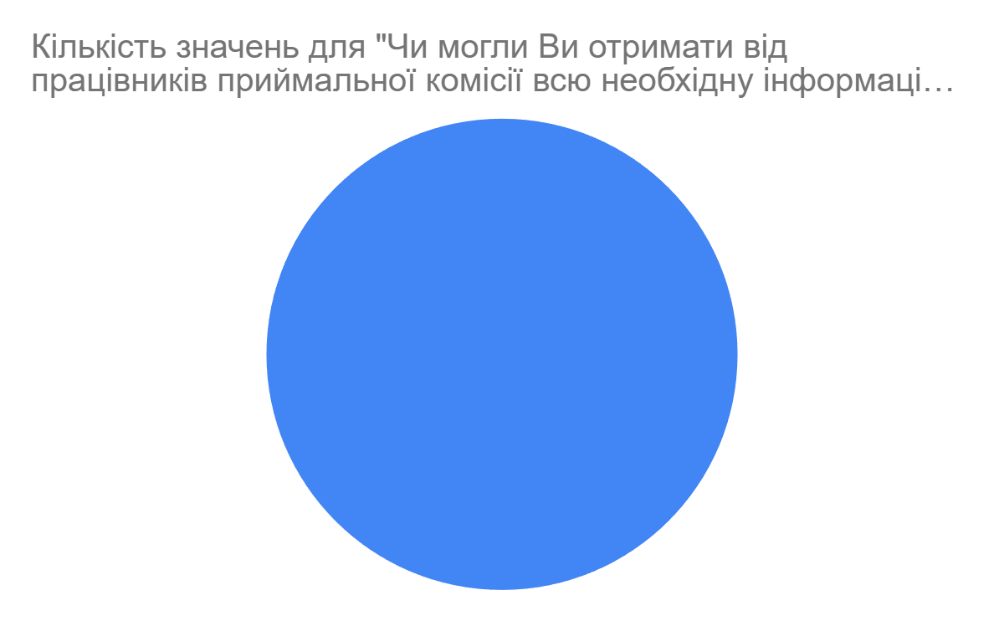 Кількість значень для "Чи могли Ви отримати від
працівників приймальної комісії всю необхідну інформаці…